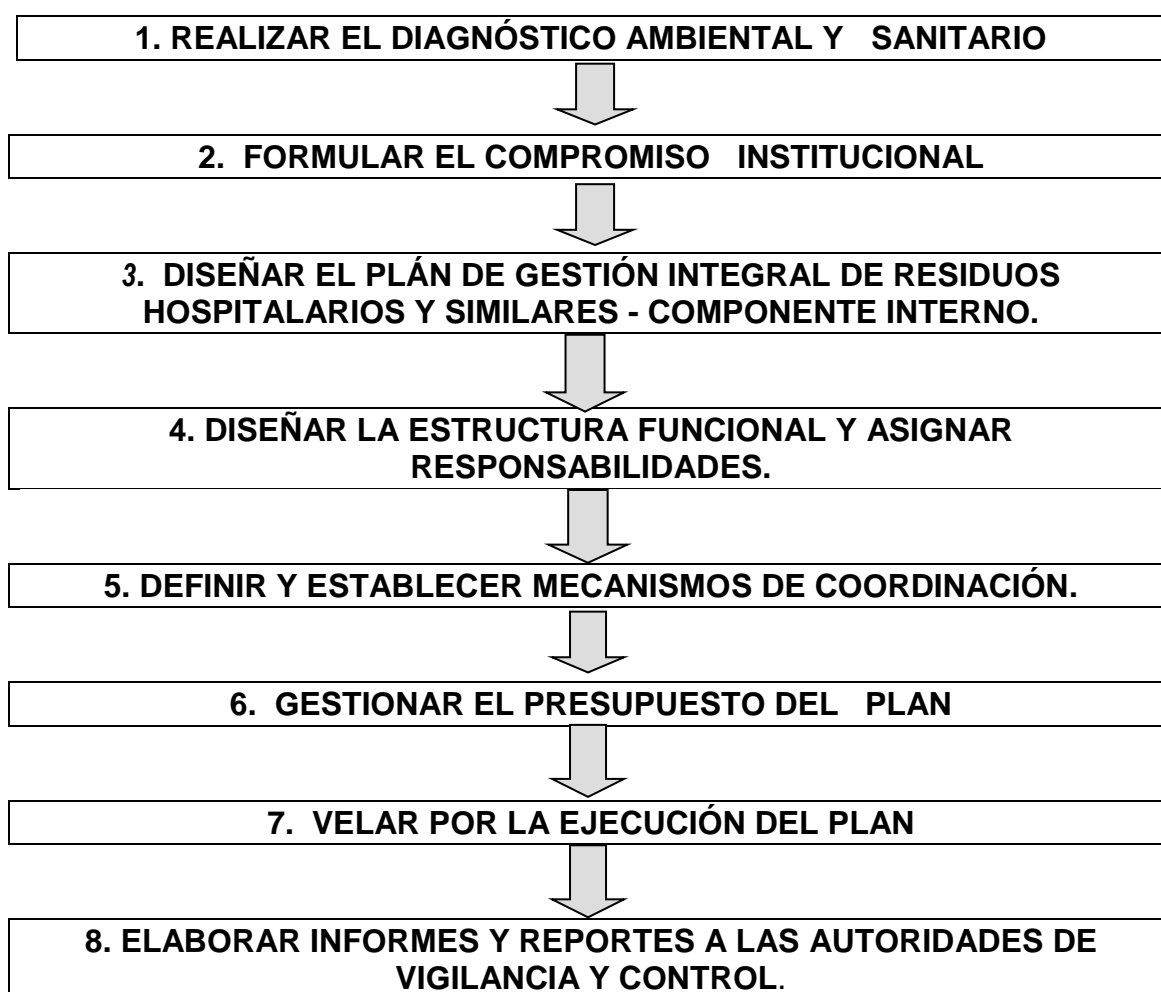 1. REALIZAR EL DIAGNÓSTICO AMBIENTAL Y SANITARIO
2. FORMULAR EL COMPROMISO INSTITUCIONAL
3. DISEÑAR EL PLÁN DE GESTIÓN INTEGRAL DE RESIDUOS
HOSPITALARIOS Y SIMILARES - COMPONENTE INTERNO.
4. DISEÑAR LA ESTRUCTURA FUNCIONAL Y ASIGNAR
RESPONSABILIDADES.
5. DEFINIR Y ESTABLECER MECANISMOS DE COORDINACIÓN.
6. GESTIONAR EL PRESUPUESTO DEL PLAN
7. VELAR POR LA EJECUCIÓN DEL PLAN
8. ELABORAR INFORMES Y REPORTES A LAS AUTORIDADES DE
VIGILANCIA Y CONTROL.